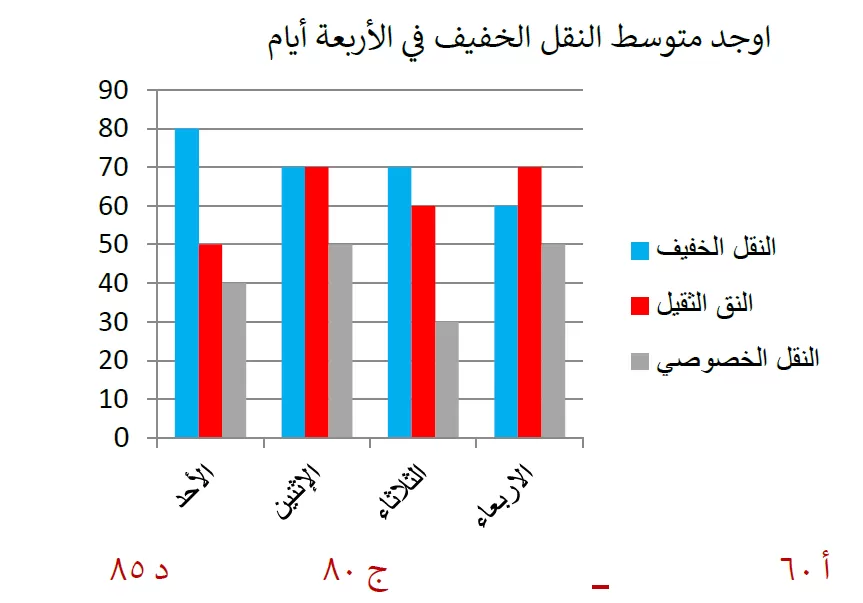 اوجد متوسط النقل الخفيف في الأربعة أيام
90
80
70
60
50
40
30
20
10
0
الأحد
الإثنين
الثلاثاء
الاربعاء
النقل الخفيف
النق الثقيل
النقل الخصوصي
أ ٦٠
ج ٨٠
د ٨٥